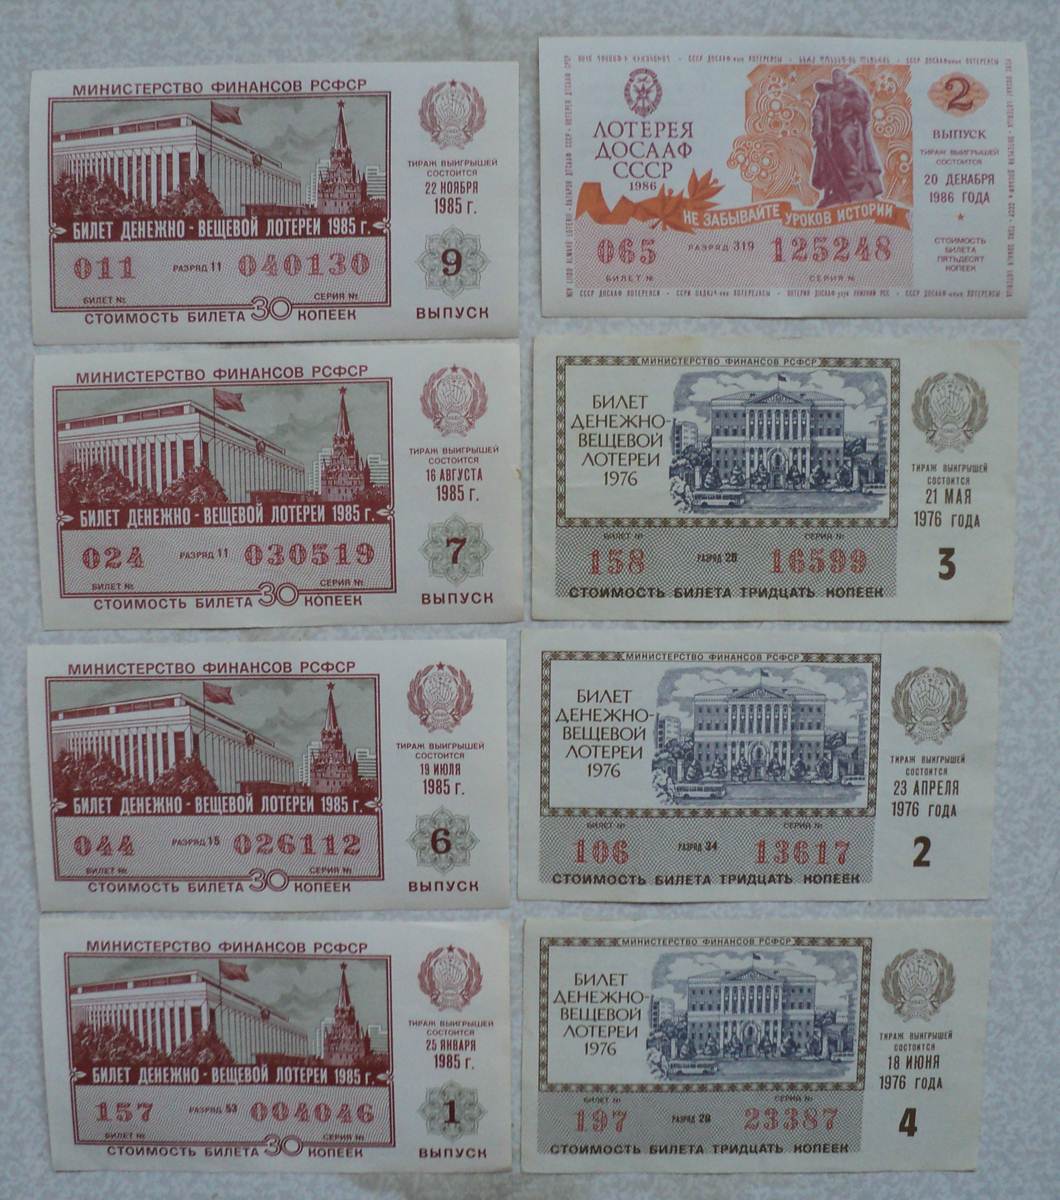 МИНИСТЕРСТВО ФИНАНСОВ РСФСР
ТИРАЖ ВЫИГРЫШЕЙ
СОСТОИТСЯ
22 НОЯБРЯ
1985 г.
БИЛЕТ ДЕНЕЖНО - ВЕЩЕВОЙ ЛОТЕРЕИ 1985 г.
011 РАЗРЯД 11 040130
БИЛЕТ № СЕРИЯ №
СТОИМОСТЬ БИЛЕТА 30 КОПЕЕК
9
ВЫПУСК
МИНИСТЕРСТВО ФИНАНСОВ РСФСР
ТИРАЖ ВЫИГРЫШЕЙ
СОСТОИТСЯ
16 АВГУСТА
1985 г.
БИЛЕТ ДЕНЕЖНО - ВЕЩЕВОЙ ЛОТЕРЕИ 1985 г.
024 РАЗРЯД 11 030519
БИЛЕТ № СЕРИЯ №
СТОИМОСТЬ БИЛЕТА 30 КОПЕЕК
7
ВЫПУСК
МИНИСТЕРСТВО ФИНАНСОВ РСФСР
ТИРАЖ ВЫИГРЫШЕЙ
СОСТОИТСЯ
19 ИЮЛЯ
1985 г.
БИЛЕТ ДЕНЕЖНО - ВЕЩЕВОЙ ЛОТЕРЕИ 1985 г.
044 РАЗРЯД 15 026112
БИЛЕТ № СЕРИЯ №
СТОИМОСТЬ БИЛЕТА 30 КОПЕЕК
6
ВЫПУСК
МИНИСТЕРСТВО ФИНАНСОВ РСФСР
ТИРАЖ ВЫИГРЫШЕЙ
СОСТОИТСЯ
25 ЯНВАРЯ
1985 г.
БИЛЕТ ДЕНЕЖНО - ВЕЩЕВОЙ ЛОТЕРЕИ 1985 г.
157 РАЗРЯД 53 004046
БИЛЕТ № СЕРИЯ №
СТОИМОСТЬ БИЛЕТА 30 КОПЕЕК
1
ВЫПУСК
ЛОТЕРЕЯ
ДОСААФ
СССР
1986
НЕ ЗАБЫВАЙТЕ УРОКОВ ИСТОРИИ
065 РАЗРЯД 319 125248
БИЛЕТ № СЕРИЯ №
2
ВЫПУСК
ТИРАЖ ВЫИГРЫШЕЙ
СОСТОИТСЯ
20 ДЕКАБРЯ
1986 ГОДА
СТОИМОСТЬ
БИЛЕТА
ПЯТЬДЕСЯТ
КОПЕЕК
МИНИСТЕРСТВО ФИНАНСОВ РСФСР
БИЛЕТ
ДЕНЕЖНО-
ВЕЩЕВОЙ
ЛОТЕРЕИ
1976
ТИРАЖ ВЫИГРЫШЕЙ
СОСТОИТСЯ
21 МАЯ
1976 ГОДА
3
БИЛЕТ № СЕРИЯ №
158 РАЗРЯД 28 16599
СТОИМОСТЬ БИЛЕТА ТРИДЦАТЬ КОПЕЕК
МИНИСТЕРСТВО ФИНАНСОВ РСФСР
БИЛЕТ
ДЕНЕЖНО-
ВЕЩЕВОЙ
ЛОТЕРЕИ
1976
ТИРАЖ ВЫИГРЫШЕЙ
СОСТОИТСЯ
23 АПРЕЛЯ
1976 ГОДА
2
БИЛЕТ № СЕРИЯ №
106 РАЗРЯД 34 13617
СТОИМОСТЬ БИЛЕТА ТРИДЦАТЬ КОПЕЕК
МИНИСТЕРСТВО ФИНАНСОВ РСФСР
БИЛЕТ
ДЕНЕЖНО-
ВЕЩЕВОЙ
ЛОТЕРЕИ
1976
ТИРАЖ ВЫИГРЫШЕЙ
СОСТОИТСЯ
18 ИЮНЯ
1976 ГОДА
4
БИЛЕТ № СЕРИЯ №
197 РАЗРЯД 28 23387
СТОИМОСТЬ БИЛЕТА ТРИДЦАТЬ КОПЕЕК